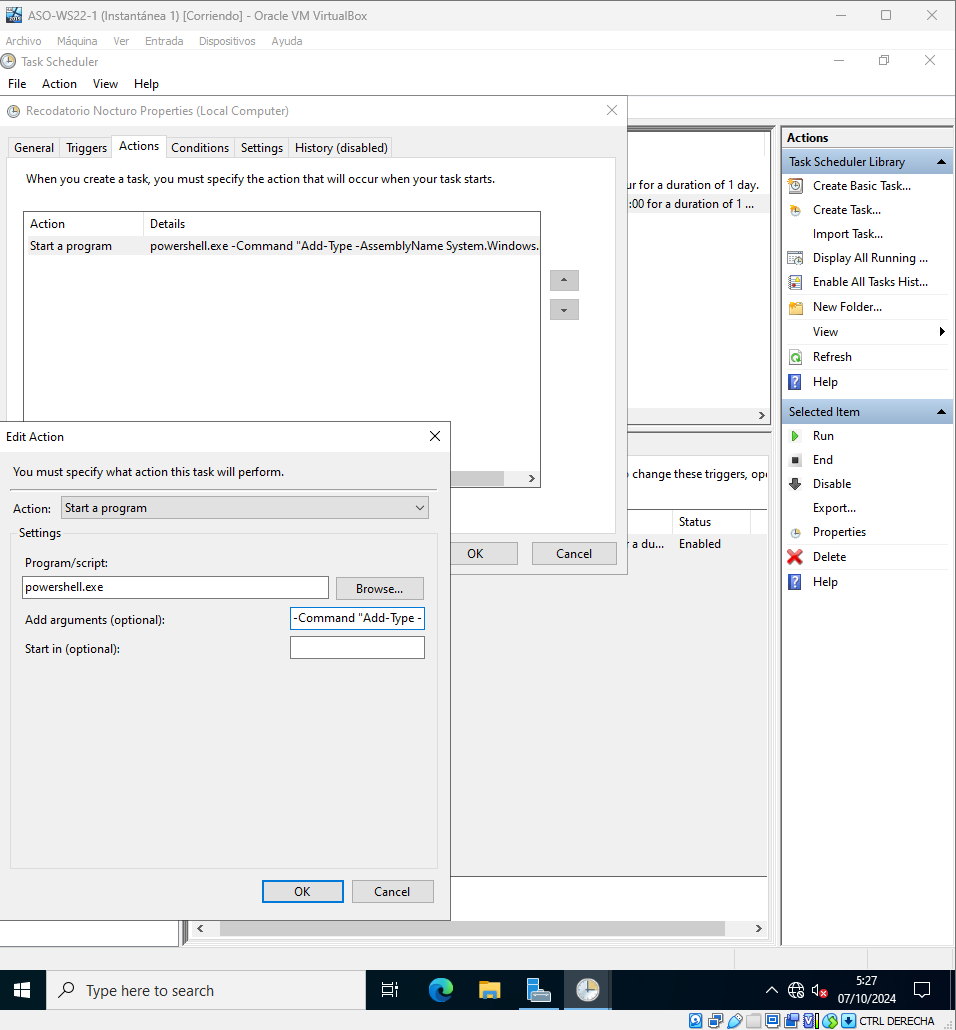 ASO-WS22-1 (Instantánea 1) [Corriendo] - Oracle VM VirtualBox
Archivo Máquina Ver Entrada Dispositivos Ayuda
Task Scheduler
File Action View Help
Recodatorio Nocturo Properties (Local Computer)
General Triggers Actions Conditions Settings History (disabled)
When you create a task, you must specify the action that will occur when your task starts.
Action Details
Start a program powershell.exe -Command "Add-Type -AssemblyName System.Windows.
OK Cancel
ur for a duration of 1 day.
:00 for a duration of 1 ...
change these triggers, ope
Status
r a du... Enabled
Edit Action
You must specify what action this task will perform.
Action: Start a program
Settings
Program/script:
powershell.exe Browse...
Add arguments (optional): -Command "Add-Type -
Start in (optional):
OK Cancel
Actions
Task Scheduler Library
Create Basic Task...
Create Task...
Import Task...
Display All Running ...
Enable All Tasks Hist...
New Folder...
View
Refresh
Help
Selected Item
Run
End
Disable
Export...
Properties
Delete
Help
Type here to search
5:27
07/10/2024
CTRL DERECHA